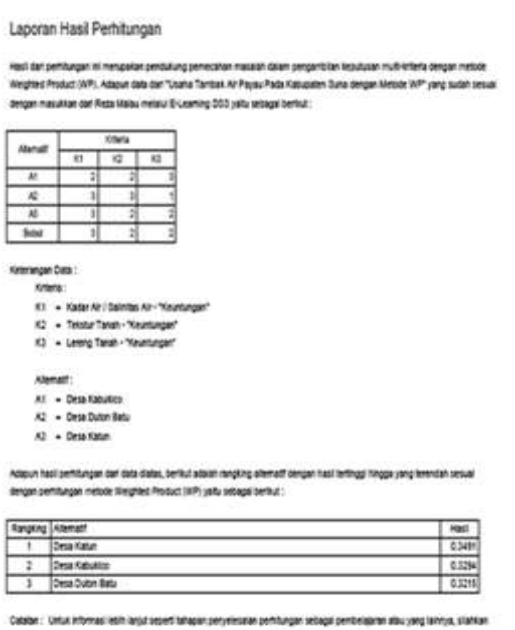 Laporan Hasil Perhitungan
Hasil dari perhitungan ini merupakan pendukung pemecahan masalah dalam pengambilan keputusan multi-kriteria dengan metode
Weighted Product (WP). Adapun data dari "Usaha Tambak Air Payau Pada Kabupaten Suna dengan Metode WP" yang sudah sesuai
dengan masukkan dari Reza Malau melalui E-Learning DSS yaitu sebagai berikut :
Alternatif Kriteria
K1 K2 K3
A1 2 2 3
A2 3 3 1
A3 3 2 2
Bobot 3 2 2
Keterangan Data :
Kriteria :
K1 = Kadar Air / Salinitas Air - "Keuntungan"
K2 = Tekstur Tanah - "Keuntungan"
K3 = Lereng Tanah - "Keuntungan"
Alternatif :
A1 = Desa Kabukico
A2 = Desa Duton Batu
A3 = Desa Katun
Adapun hasil perhitungan dari data diatas, berikut adalah rangking alternatif dengan hasil tertinggi hingga yang terendah sesuai
dengan perhitungan metode Weighted Product (WP) yaitu sebagai berikut :
Rangking Alternatif Hasil
1 Desa Katun 0.3491
2 Desa Kabukico 0.3294
3 Desa Duton Batu 0.3215
Catatan : Untuk informasi lebih lanjut seperti tahapan penyelesaian perhitungan sebagai pembelajaran atau yang lainnya, silahkan